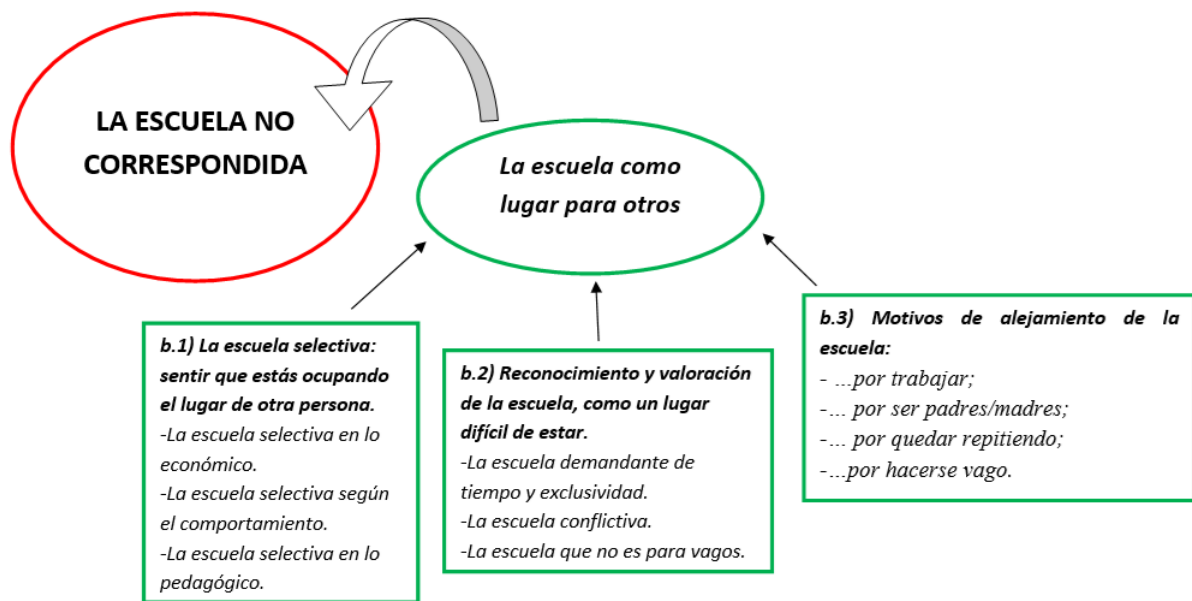 LA ESCUELA NO
CORRESPONDIDA
La escuela como
lugar para otros
b.1) La escuela selectiva:
sentir que estás ocupando
el lugar de otra persona.
-La escuela selectiva en lo
económico.
-La escuela selectiva según
el comportamiento.
-La escuela selectiva en lo
pedagógico.
b.2) Reconocimiento y valoración
de la escuela, como un lugar
difícil de estar.
-La escuela demandante de
tiempo y exclusividad.
-La escuela conflictiva.
-La escuela que no es para vagos.
b.3) Motivos de alejamiento de la
escuela:
- ...por trabajar;
-... por ser padres/madres;
-... por quedar repitiendo;
-...por hacerse vago.